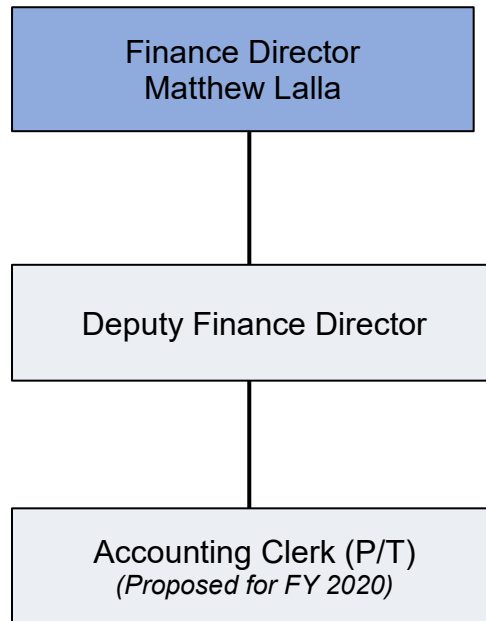 Finance Director
Matthew Lalla
Deputy Finance Director
Accounting Clerk (P/T)
(Proposed for FY 2020)